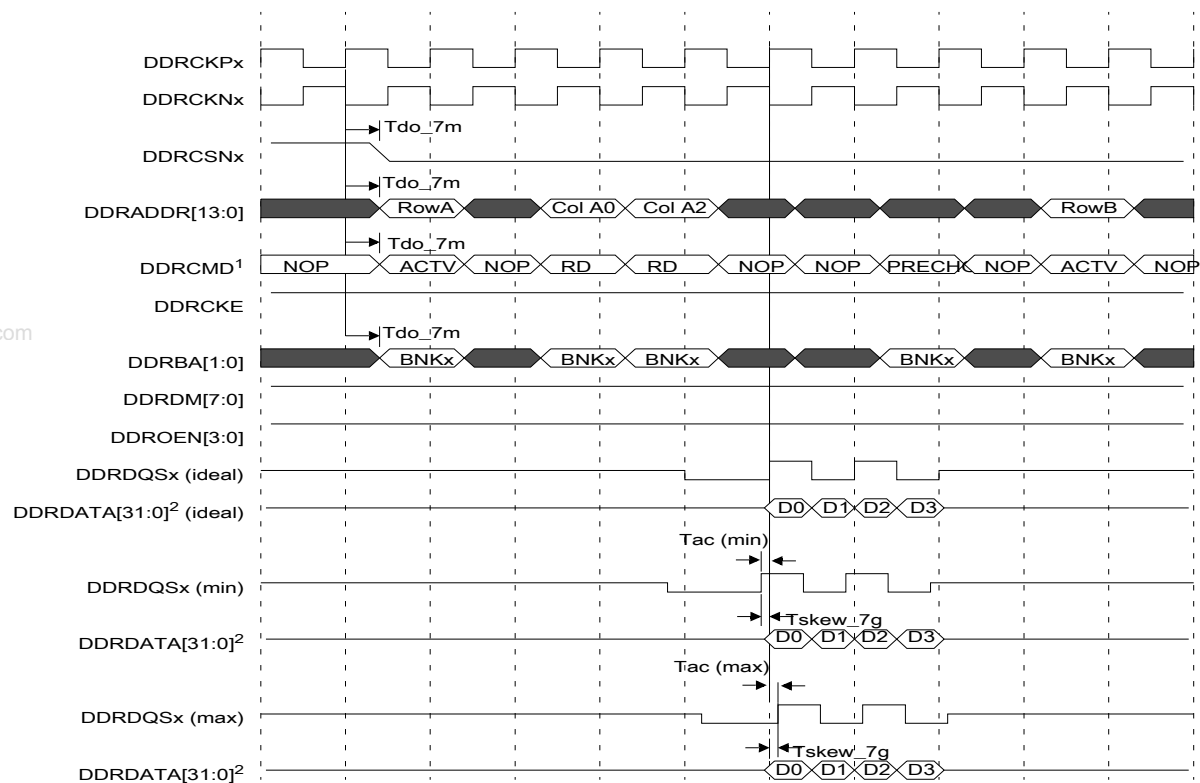 DDRCKPx
DDRCKNx
Tdo_7m
DDRCSNx
Tdo_7m
DDRADDR[13:0] RowA Col A0 Col A2 RowB
Tdo_7m
DDRCMD1 NOP ACTV NOP RD RD NOP NOP PRECHG NOP ACTV NOP
DDRCKE
com
Tdo_7m
DDRBA[1:0] BNKx BNKx BNKx BNKx BNKx
DDRDM[7:0]
DDROEN[3:0]
DDRDQSx (ideal)
DDRDATA[31:0]2 (ideal) D0 D1 D2 D3
Tac (min)
DDRDQSx (min)
Tskew_7g
DDRDATA[31:0]2 D0 D1 D2 D3
Tac (max)
DDRDQSx (max)
Tskew_7g
DDRDATA[31:0]2 D0 D1 D2 D3